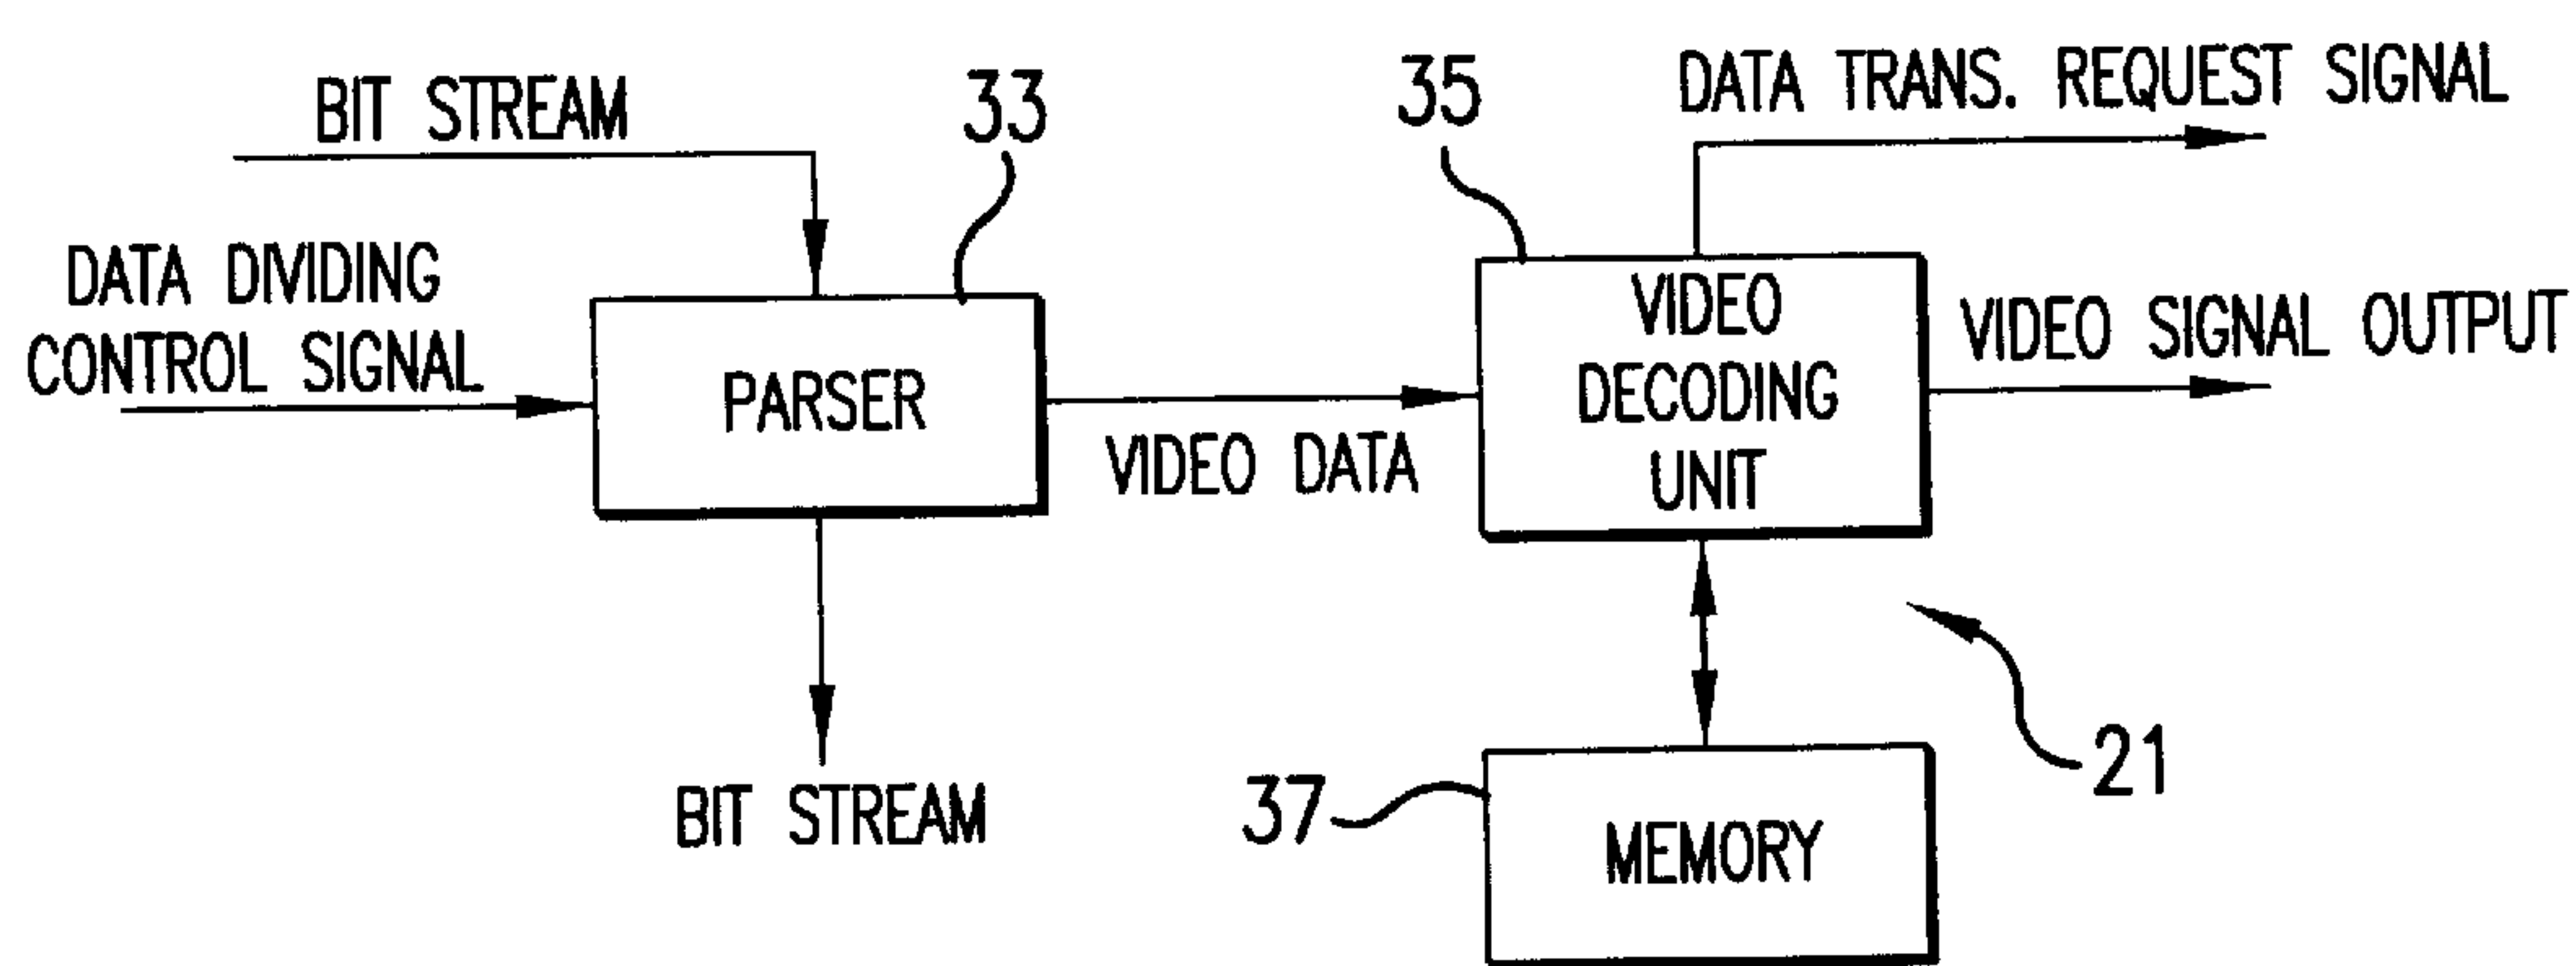 BIT STREAM
33
35
DATA TRANS. REQUEST SIGNAL
DATA DIVIDING
CONTROL SIGNAL
PARSER
VIDEO DATA
VIDEO
DECODING
UNIT
VIDEO SIGNAL OUTPUT
BIT STREAM
37
MEMORY
21